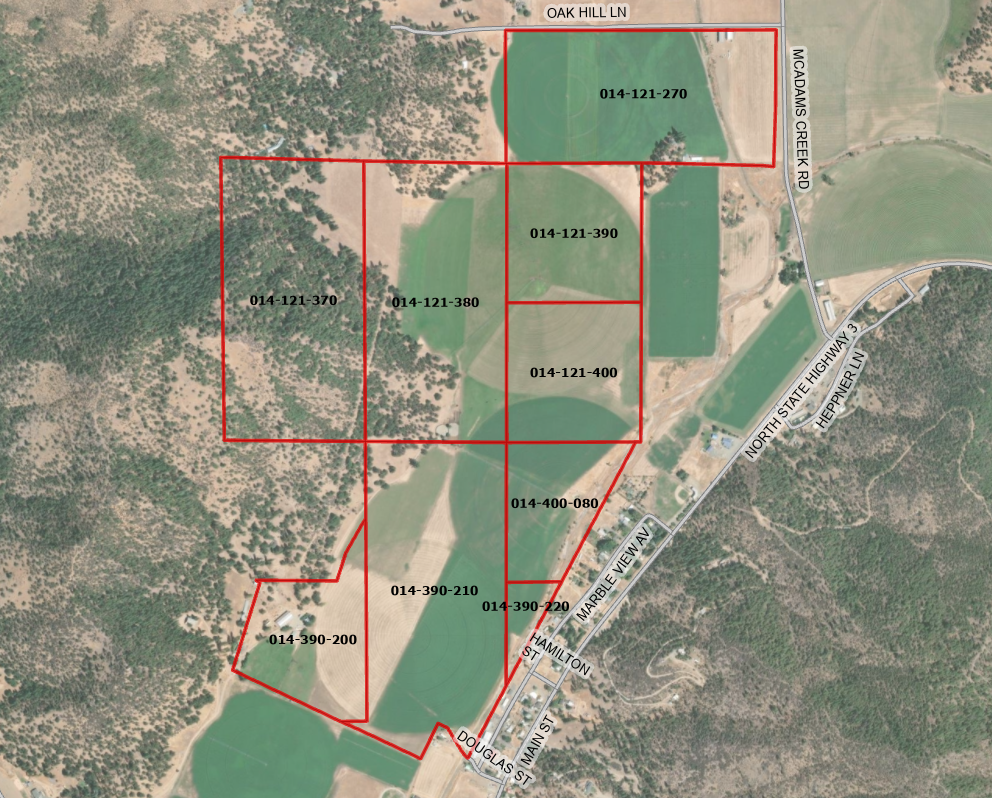 OAK HILL LN
014-121-270
MCADAMS CREEK RD
014-121-390
014-121-370
014-121-380
014-121-400
NORTH STATE HIGHWAY 3
HEPPNER LN
014-400-080
014-390-210
014-390-220
MARBLE VIEW AV
014-390-200
HAMILTON
ST
DOUGLAS ST
MAIN ST